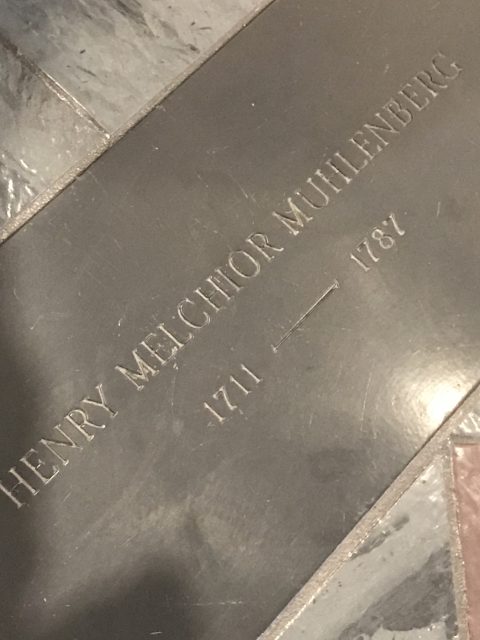 HENRY MELCHIOR MUHLENBERG
1711 — 1787